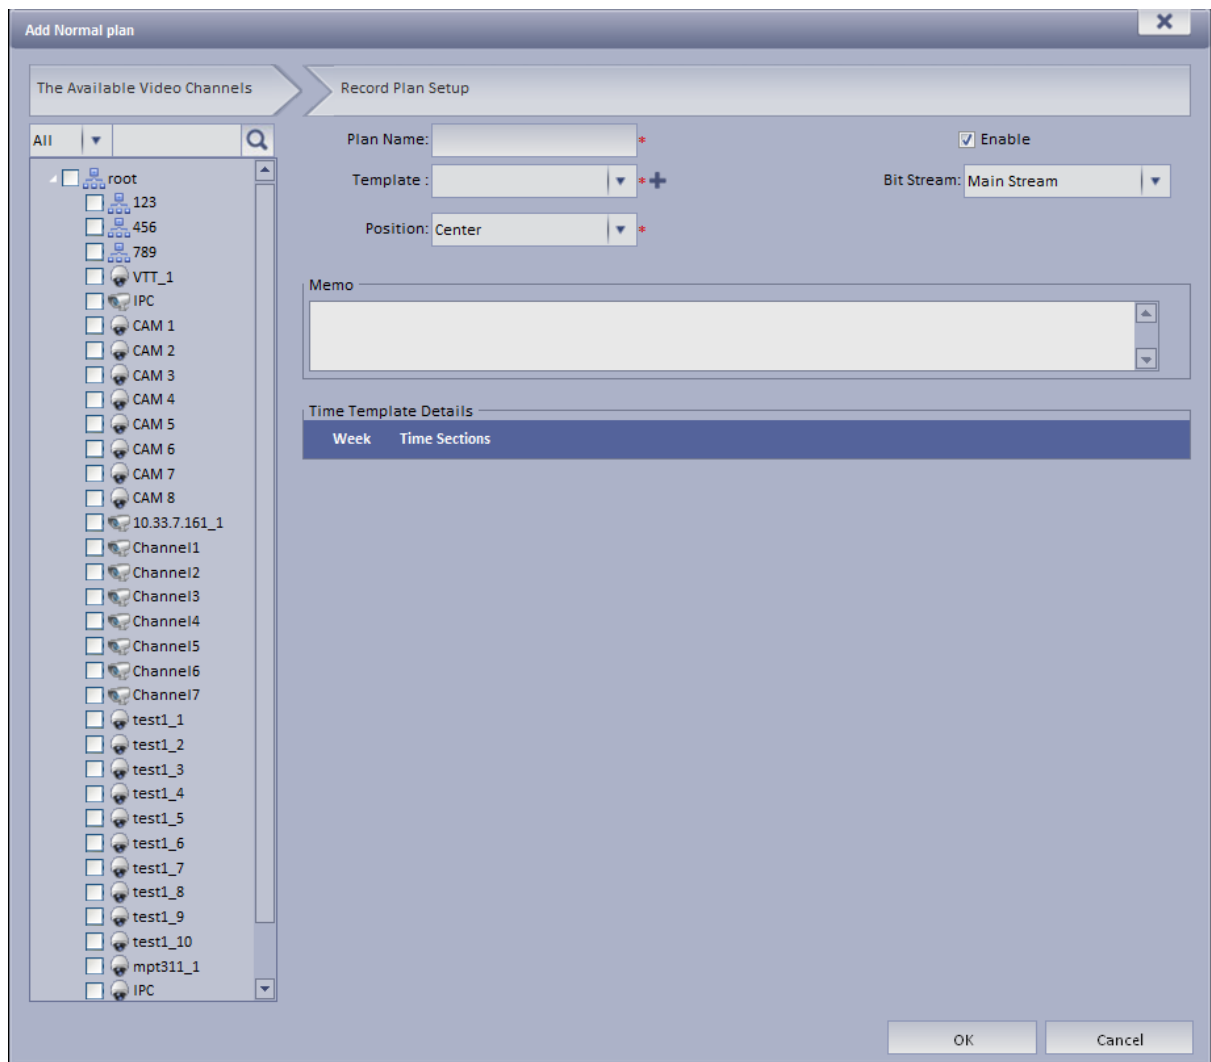 Add Normal plan
The Available Video Channels
Record Plan Setup
All
root
123
456
789
VTT_1
IPC
CAM 1
CAM 2
CAM 3
CAM 4
CAM 5
CAM 6
CAM 7
CAM 8
10.33.7.161_1
Channel1
Channel2
Channel3
Channel4
Channel5
Channel6
Channel7
test1_1
test1_2
test1_3
test1_4
test1_5
test1_6
test1_7
test1_8
test1_9
test1_10
mpt311_1
IPC
Plan Name: *
Enable
Template : *
Bit Stream: Main Stream
Position: Center *
Memo
Time Template Details
Week Time Sections
OK
Cancel